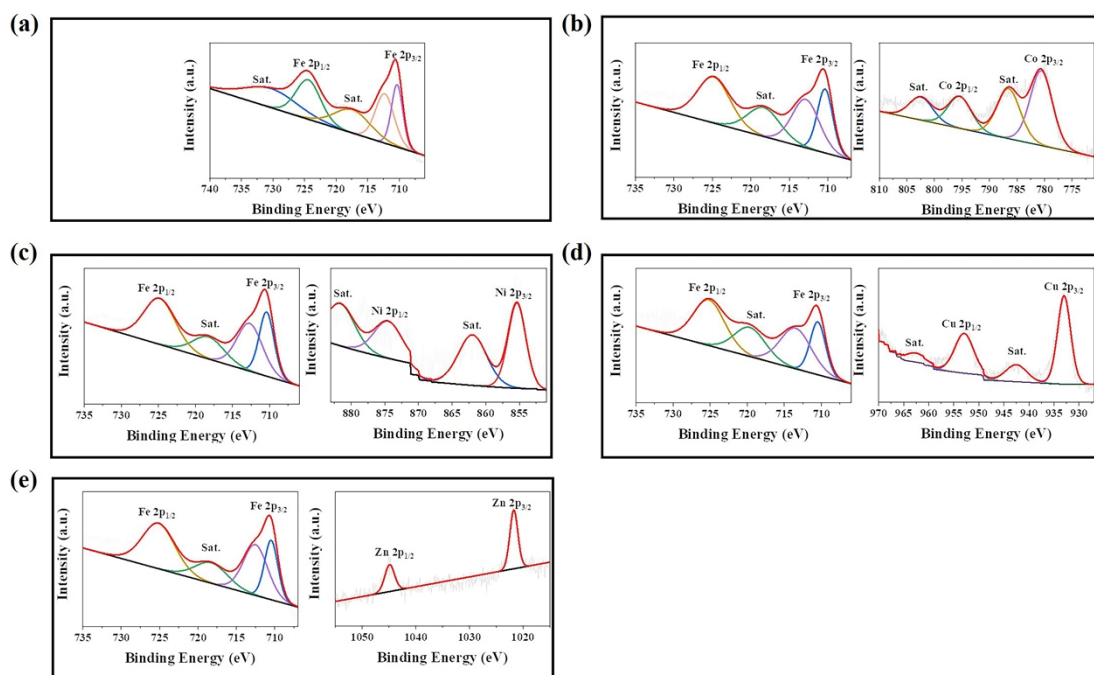 (a)
Intensity (a.u.)
Sat.
Fe 2p1/2
Sat.
Fe 2p3/2
740 735 730 725 720 715 710
Binding Energy (eV)
(b)
Intensity (a.u.)
Fe 2p1/2
Sat.
Fe 2p3/2
735 730 725 720 715 710
Binding Energy (eV)
Intensity (a.u.)
Sat.
Co 2p1/2
Sat.
Co 2p3/2
810 805 800 795 790 785 780 775
Binding Energy (eV)
(c)
Intensity (a.u.)
Fe 2p1/2
Sat.
Fe 2p3/2
735 730 725 720 715 710
Binding Energy (eV)
Intensity (a.u.)
Sat.
Ni 2p1/2
Sat.
Ni 2p3/2
880 875 870 865 860 855
Binding Energy (eV)
(d)
Intensity (a.u.)
Fe 2p1/2
Sat.
Fe 2p3/2
735 730 725 720 715 710
Binding Energy (eV)
Intensity (a.u.)
Cu 2p1/2
Sat.
Sat.
Cu 2p3/2
970 965 960 955 950 945 940 935 930
Binding Energy (eV)
(e)
Intensity (a.u.)
Fe 2p1/2
Sat.
Fe 2p3/2
735 730 725 720 715 710
Binding Energy (eV)
Intensity (a.u.)
Zn 2p1/2
Zn 2p3/2
1050 1040 1030 1020
Binding Energy (eV)